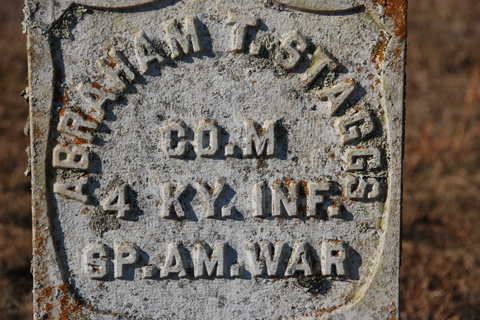 ABRAHAM T. STAGGS
CO. M
4 KY. INF.
SP. AM. WAR